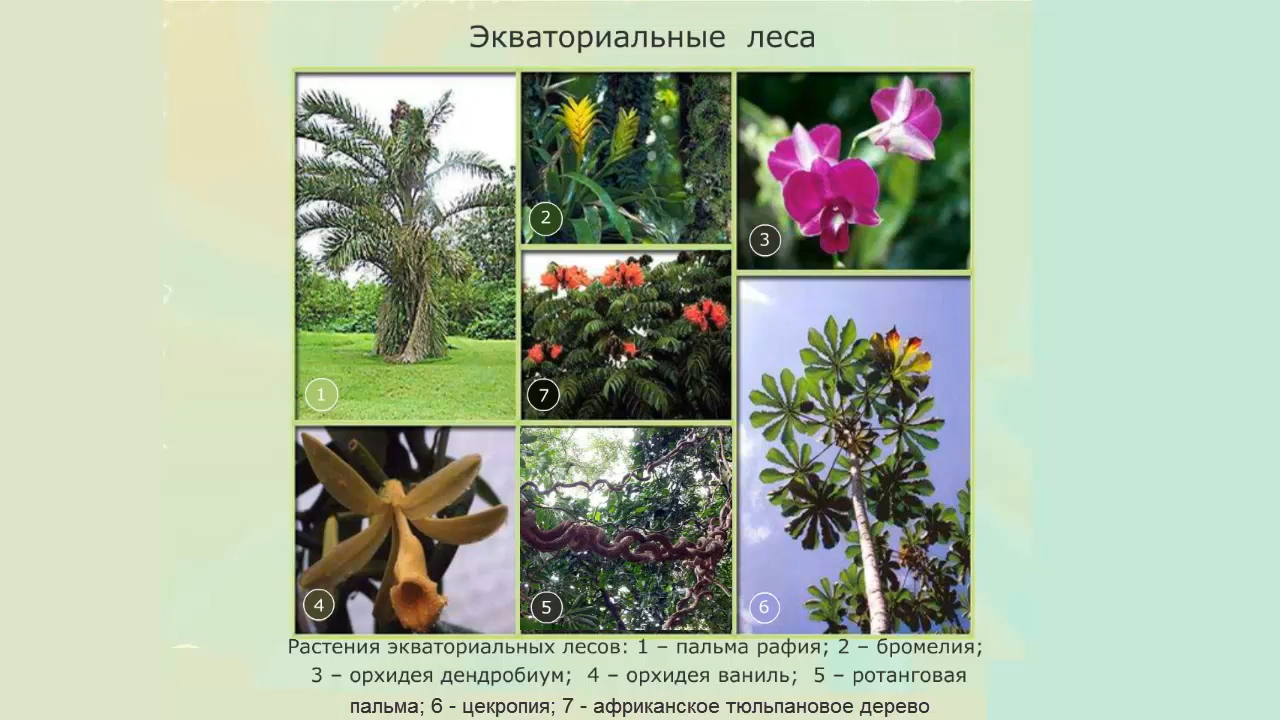 Экваториальные леса
1
2
3
7
4
5
6
Растения экваториальных лесов: 1 – пальма рафия; 2 – бромелия;
3 – орхидея дендробиум; 4 – орхидея ваниль; 5 – ротанговая
пальма; 6 - цекропия; 7 - африканское тюльпановое дерево